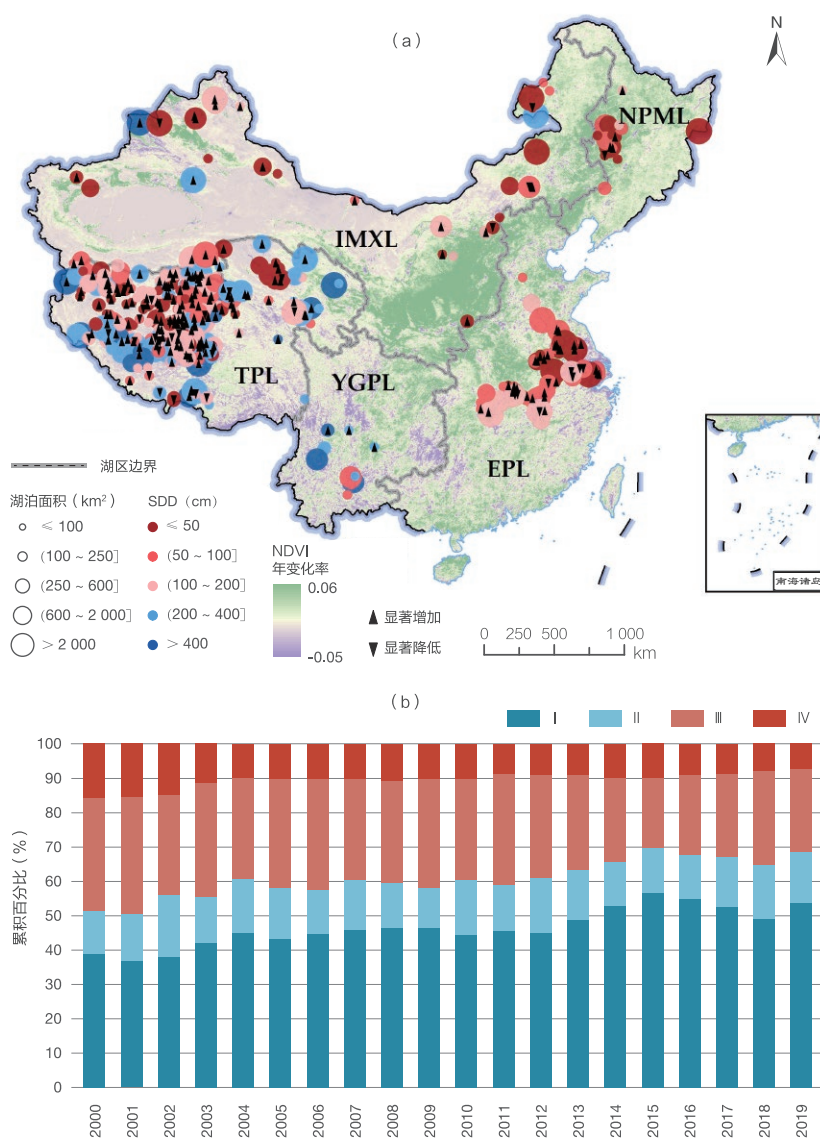 (a)
N
NPML
IMXL
TPL
YGPL
EPL
湖区边界
湖泊面积（km²） SDD（cm）
≤ 100 ≤ 50
(100 ~ 250] (50 ~ 100]
(250 ~ 600] (100 ~ 200]
(600 ~ 2 000] (200 ~ 400]
> 2 000 > 400
NDVI
年变化率
0.06
-0.05
显著增加
显著降低
0 250 500 1 000
km
南海诸岛
(b)
I II III IV
累积百分比（%）
100
90
80
70
60
50
40
30
20
10
0
2000 2001 2002 2003 2004 2005 2006 2007 2008 2009 2010 2011 2012 2013 2014 2015 2016 2017 2018 2019